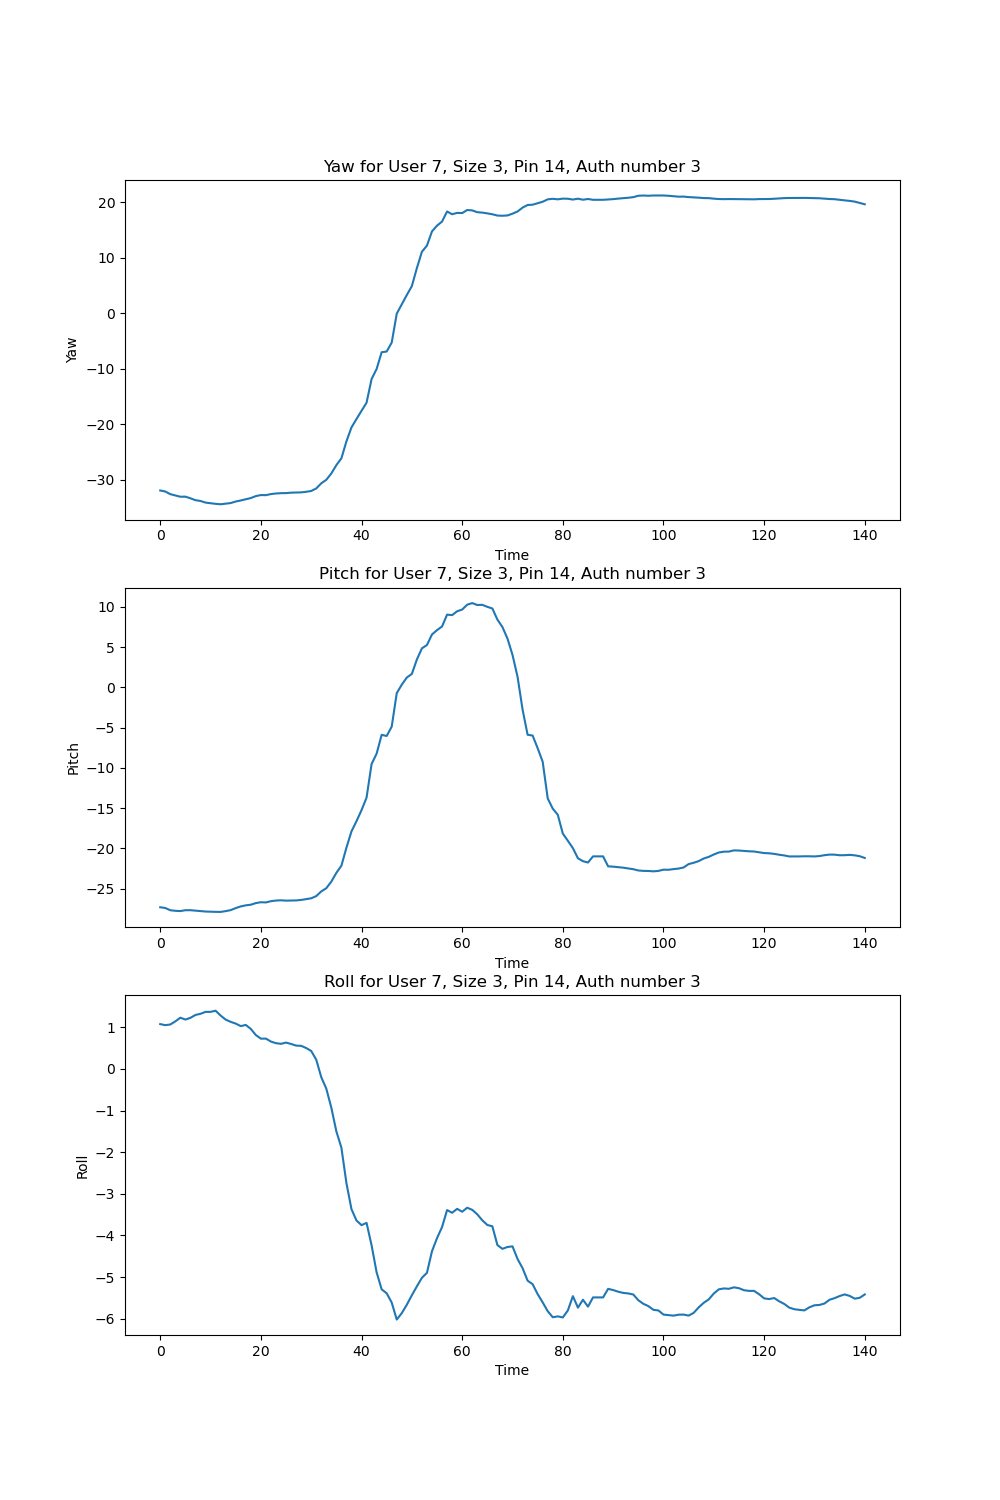 Yaw for User 7, Size 3, Pin 14, Auth number 3
20
10
0
−10
−20
−30
Yaw
0 20 40 60 80 100 120 140
Time
Pitch for User 7, Size 3, Pin 14, Auth number 3
10
5
0
−5
−10
−15
−20
−25
Pitch
0 20 40 60 80 100 120 140
Time
Roll for User 7, Size 3, Pin 14, Auth number 3
1
0
−1
−2
−3
−4
−5
−6
Roll
0 20 40 60 80 100 120 140
Time